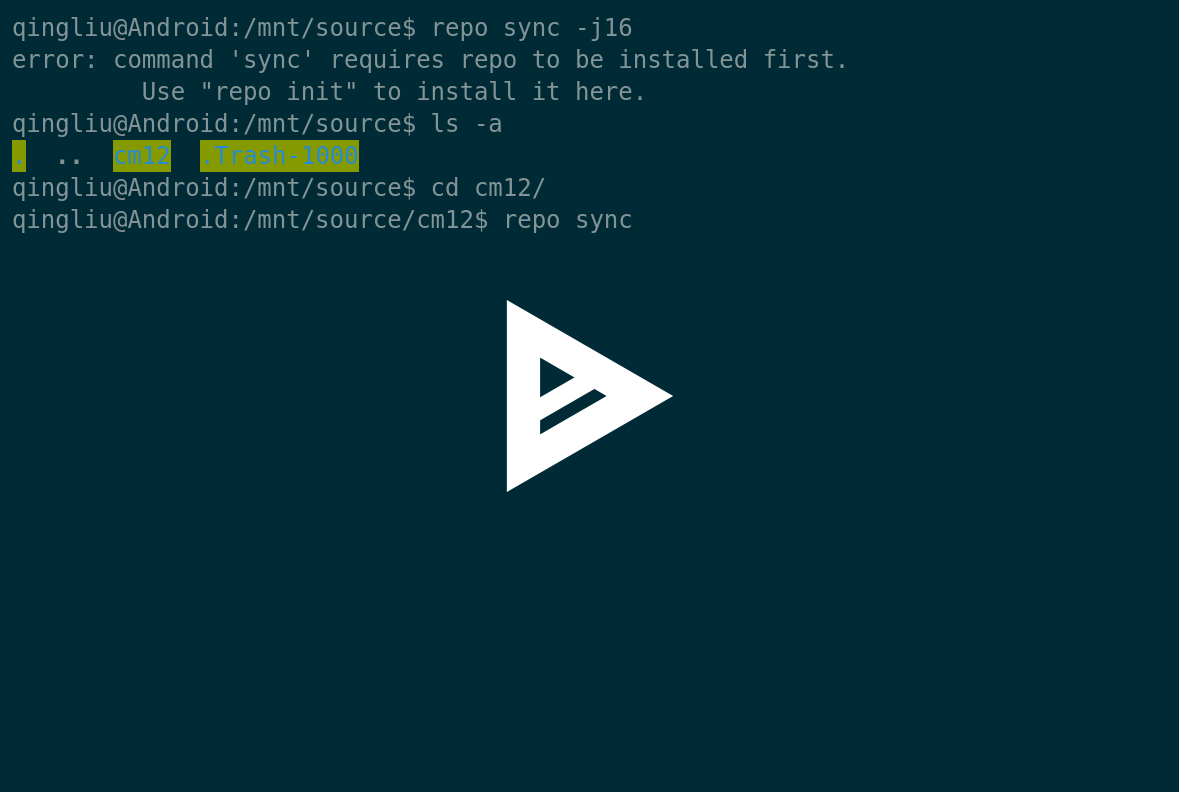 qingliu@Android:/mnt/source$ repo sync -j16
error: command 'sync' requires repo to be installed first.
         Use "repo init" to install it here.
qingliu@Android:/mnt/source$ ls -a
.  ..  cm12  .Trash-1000
qingliu@Android:/mnt/source$ cd cm12/
qingliu@Android:/mnt/source/cm12$ repo sync